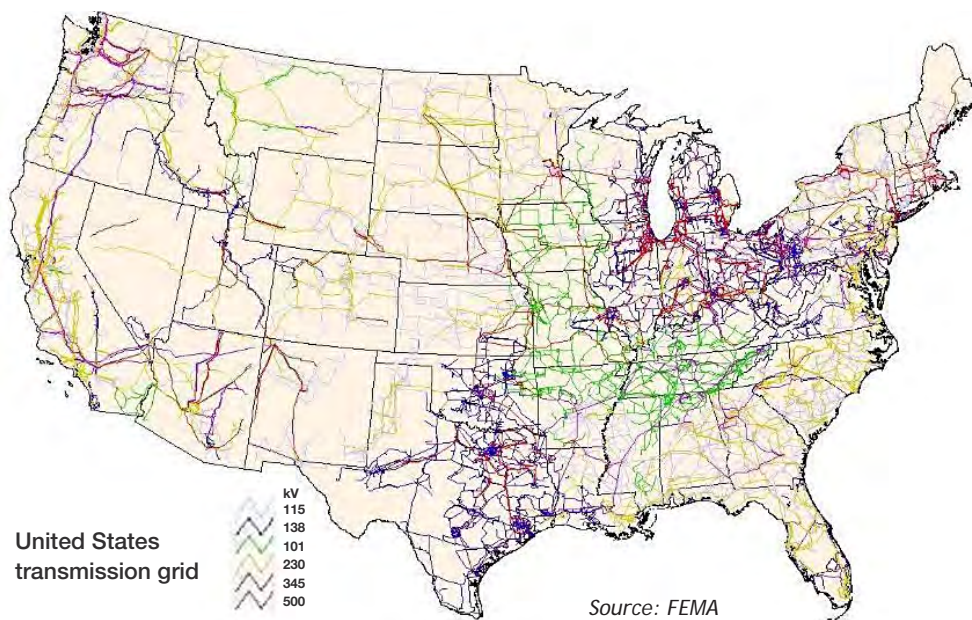 kV
115
138
101
230
345
500
United States
transmission grid
Source: FEMA